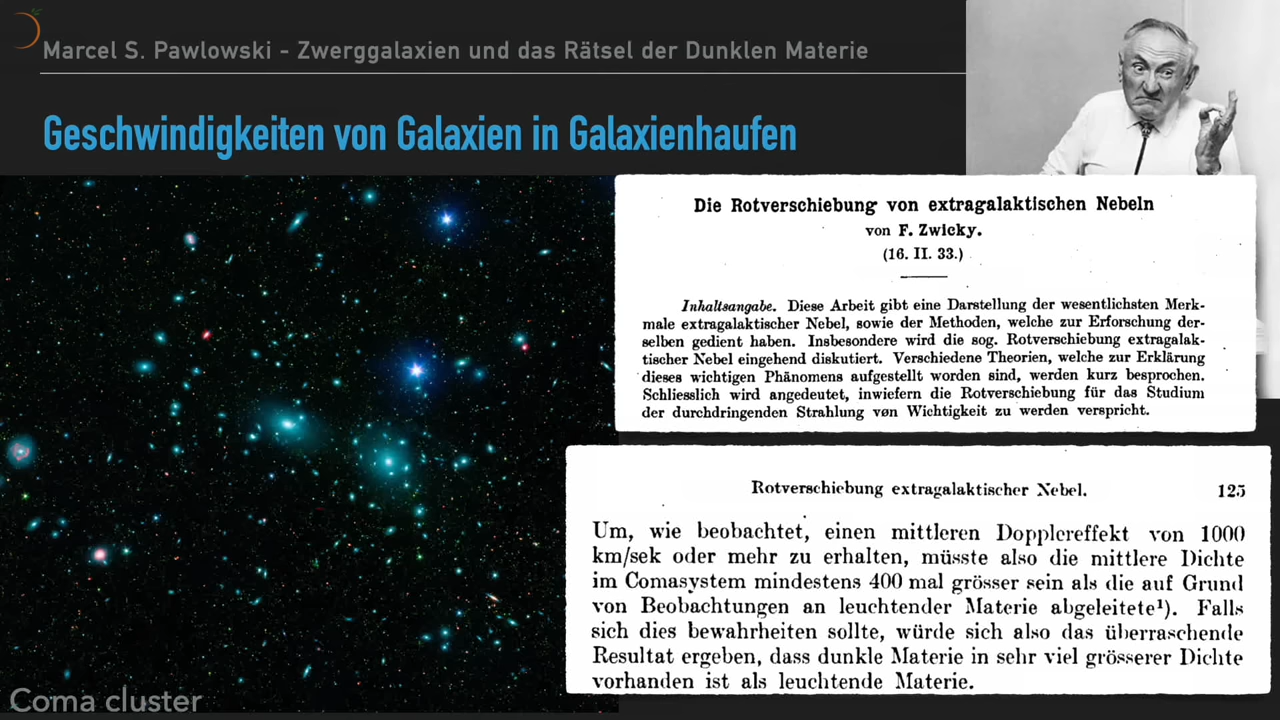 Marcel S. Pawlowski - Zwerggalaxien und das Rätsel der Dunklen Materie
Geschwindigkeiten von Galaxien in Galaxienhaufen
Die Rotverschiebung von extragalaktischen Nebeln
von F. Zwicky.
(16. II. 33.)
Inhaltsangabe. Diese Arbeit gibt eine Darstellung der wesentlichsten Merk-
male extragalaktischer Nebel, sowie der Methoden, welche zur Erforschung der-
selben gedient haben. Insbesondere wird die sog. Rotverschiebung extragalak-
tischer Nebel eingehend diskutiert. Verschiedene Theorien, welche zur Erklärung
dieses wichtigen Phänomens aufgestellt worden sind, werden kurz besprochen.
Schliesslich wird angedeutet, inwiefern die Rotverschiebung für das Studium
der durchdringenden Strahlung von Wichtigkeit zu werden verspricht.
Rotverschiebung extragalaktischer Nebel. 125
Um, wie beobachtet, einen mittleren Dopplereffekt von 1000
km/sek oder mehr zu erhalten, müsste also die mittlere Dichte
im Comasystem mindestens 400 mal grösser sein als die auf Grund
von Beobachtungen an leuchtender Materie abgeleitete¹). Falls
sich dies bewahrheiten sollte, würde sich also das überraschende
Resultat ergeben, dass dunkle Materie in sehr viel grösserer Dichte
vorhanden ist als leuchtende Materie.
Coma cluster